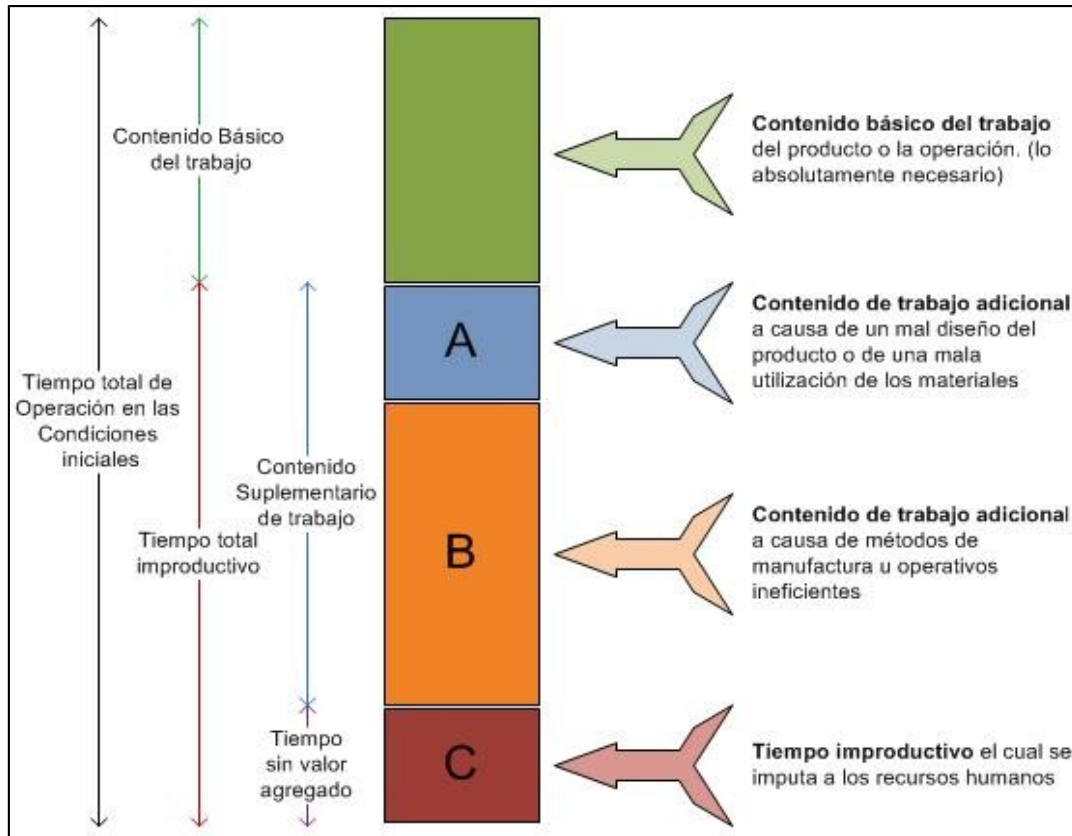 Contenido Básico
del trabajo
Tiempo total de
Operación en las
Condiciones
iniciales
Tiempo total
improductivo
Contenido
Suplementario
de trabajo
Tiempo
sin valor
agregado
A
B
C
Contenido básico del trabajo
del producto o la operación. (lo
absolutamente necesario)
Contenido de trabajo adicional
a causa de un mal diseño del
producto o de una mala
utilización de los materiales
Contenido de trabajo adicional
a causa de métodos de
manufactura u operativos
ineficientes
Tiempo improductivo el cual se
imputa a los recursos humanos